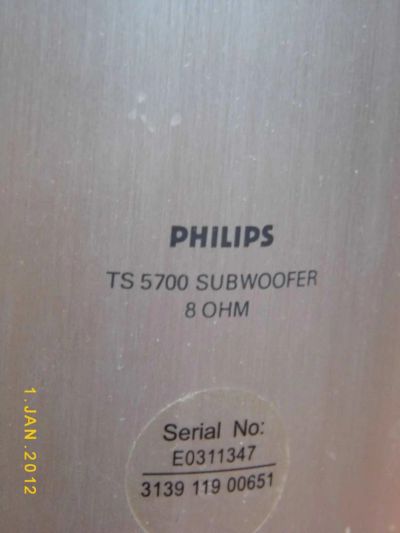 PHILIPS
TS 5700 SUBWOOFER
8 OHM
Serial No:
E0311347
3139 119 00651
1.JAN.2012